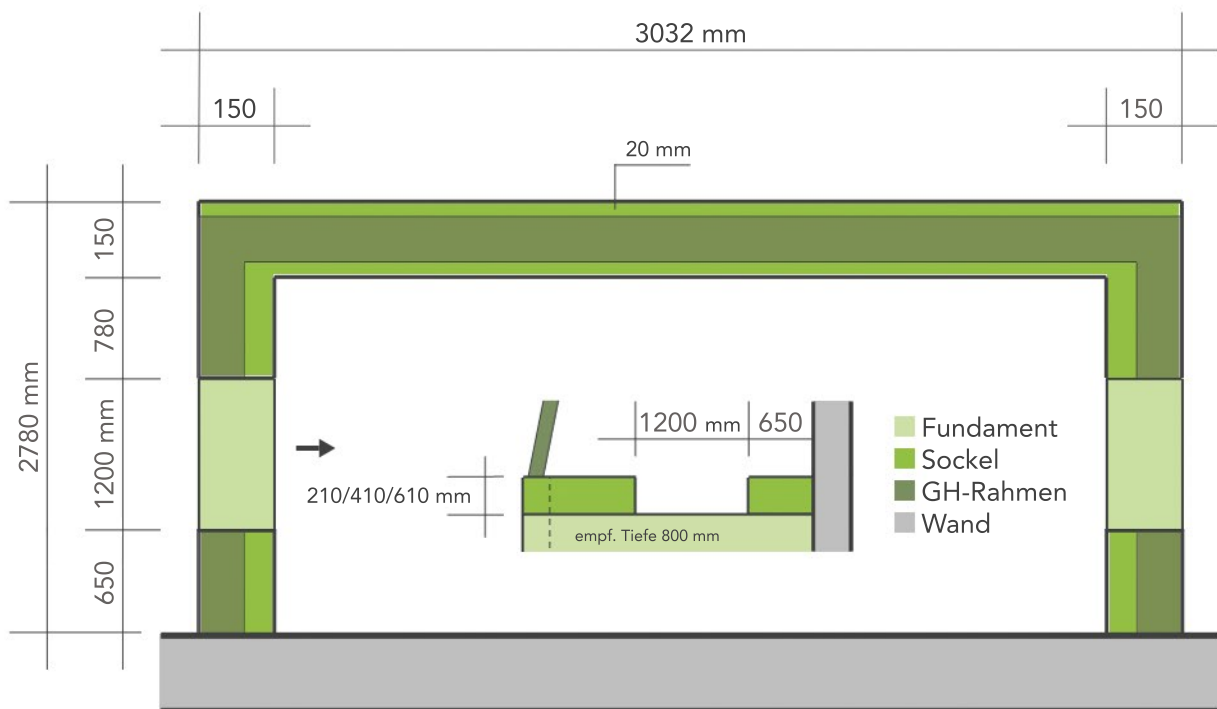 3032 mm
150
150
20 mm
150
780
1200 mm
650
2780 mm
1200 mm
650
210/410/610 mm
empf. Tiefe 800 mm
Fundament
Sockel
GH-Rahmen
Wand